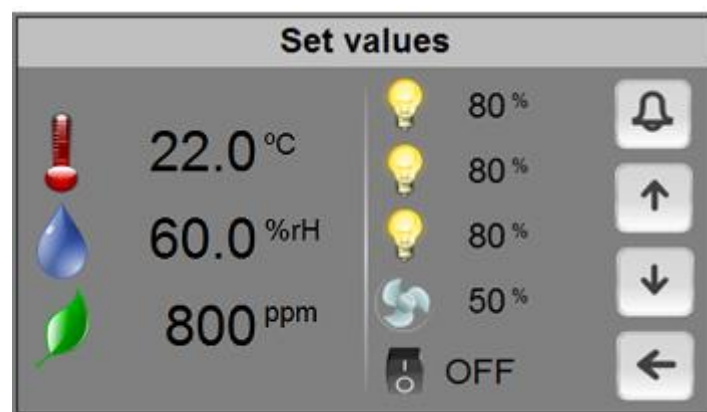 Set values
22.0 °C
60.0 %rH
800 ppm
80 %
80 %
80 %
50 %
OFF